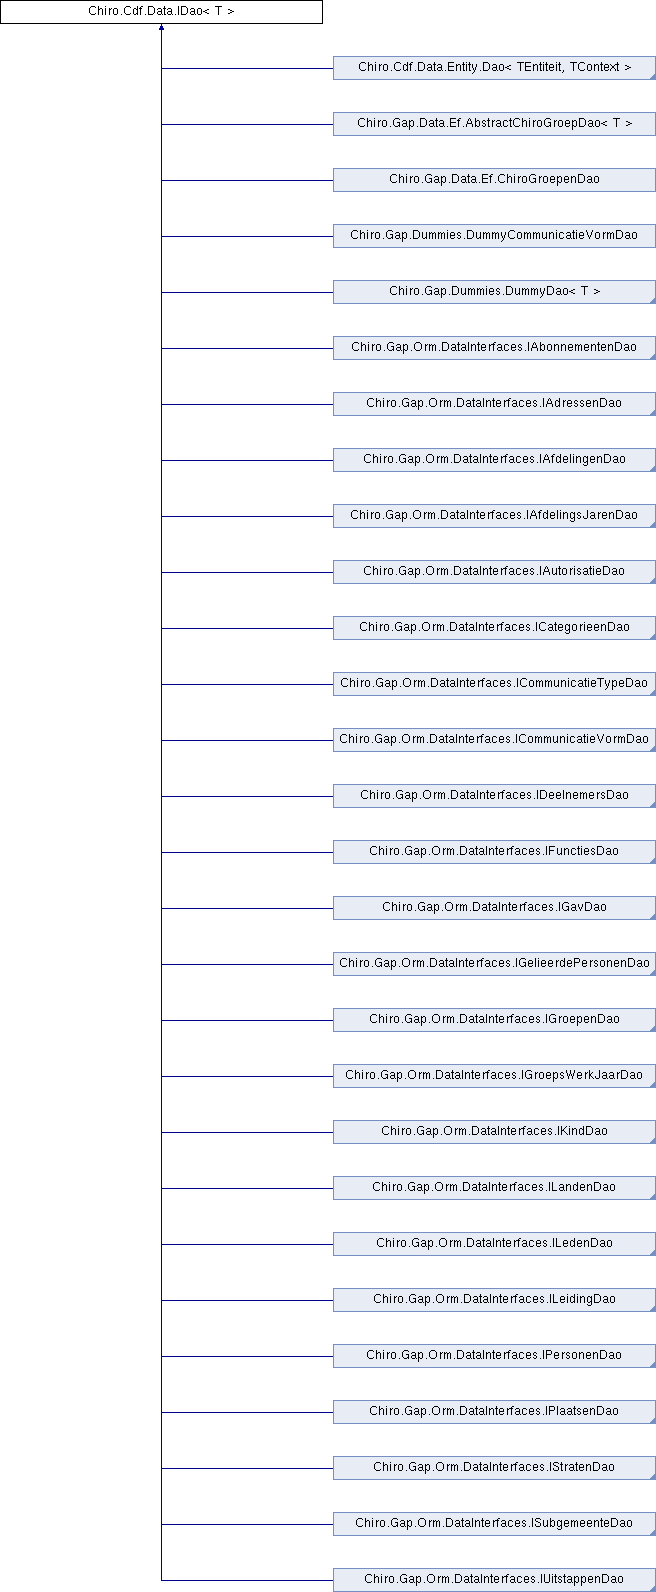 Chiro.Cdf.Data.IDao< T >
Chiro.Cdf.Data.Entity.Dao< TEntiteit, TContext >
Chiro.Gap.Data.Ef.AbstractChiroGroepDao< T >
Chiro.Gap.Data.Ef.ChiroGroepenDao
Chiro.Gap.Dummies.DummyCommunicatieVormDao
Chiro.Gap.Dummies.DummyDao< T >
Chiro.Gap.Orm.DataInterfaces.IAbonnementenDao
Chiro.Gap.Orm.DataInterfaces.IAdressenDao
Chiro.Gap.Orm.DataInterfaces.IAfdelingenDao
Chiro.Gap.Orm.DataInterfaces.IAfdelingsJarenDao
Chiro.Gap.Orm.DataInterfaces.IAutorisatieDao
Chiro.Gap.Orm.DataInterfaces.ICategorieenDao
Chiro.Gap.Orm.DataInterfaces.ICommunicatieTypeDao
Chiro.Gap.Orm.DataInterfaces.ICommunicatieVormDao
Chiro.Gap.Orm.DataInterfaces.IDeelnemersDao
Chiro.Gap.Orm.DataInterfaces.IFunctiesDao
Chiro.Gap.Orm.DataInterfaces.IGavDao
Chiro.Gap.Orm.DataInterfaces.IGelieerdePersonenDao
Chiro.Gap.Orm.DataInterfaces.IGroepenDao
Chiro.Gap.Orm.DataInterfaces.IGroepsWerkJaarDao
Chiro.Gap.Orm.DataInterfaces.IKindDao
Chiro.Gap.Orm.DataInterfaces.ILandenDao
Chiro.Gap.Orm.DataInterfaces.ILedenDao
Chiro.Gap.Orm.DataInterfaces.ILeidingDao
Chiro.Gap.Orm.DataInterfaces.IPersonenDao
Chiro.Gap.Orm.DataInterfaces.IPlaatsenDao
Chiro.Gap.Orm.DataInterfaces.IStratenDao
Chiro.Gap.Orm.DataInterfaces.ISubgemeenteDao
Chiro.Gap.Orm.DataInterfaces.IUitstappenDao